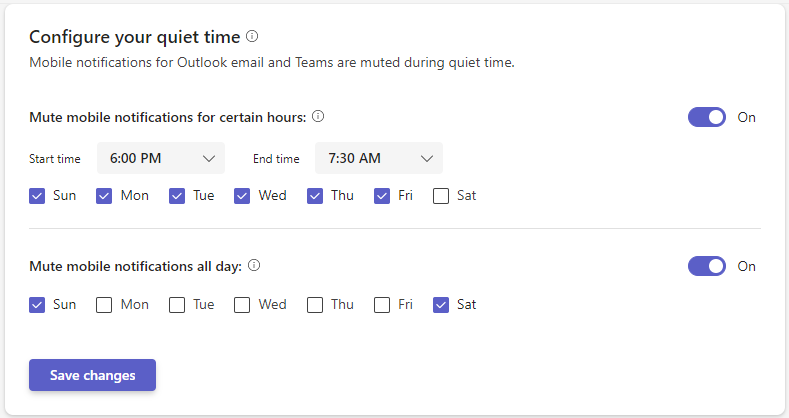 Configure your quiet time
Mobile notifications for Outlook email and Teams are muted during quiet time.
Mute mobile notifications for certain hours: On
Start time 6:00 PM End time 7:30 AM
Sun Mon Tue Wed Thu Fri Sat
Mute mobile notifications all day: On
Sun Mon Tue Wed Thu Fri Sat
Save changes